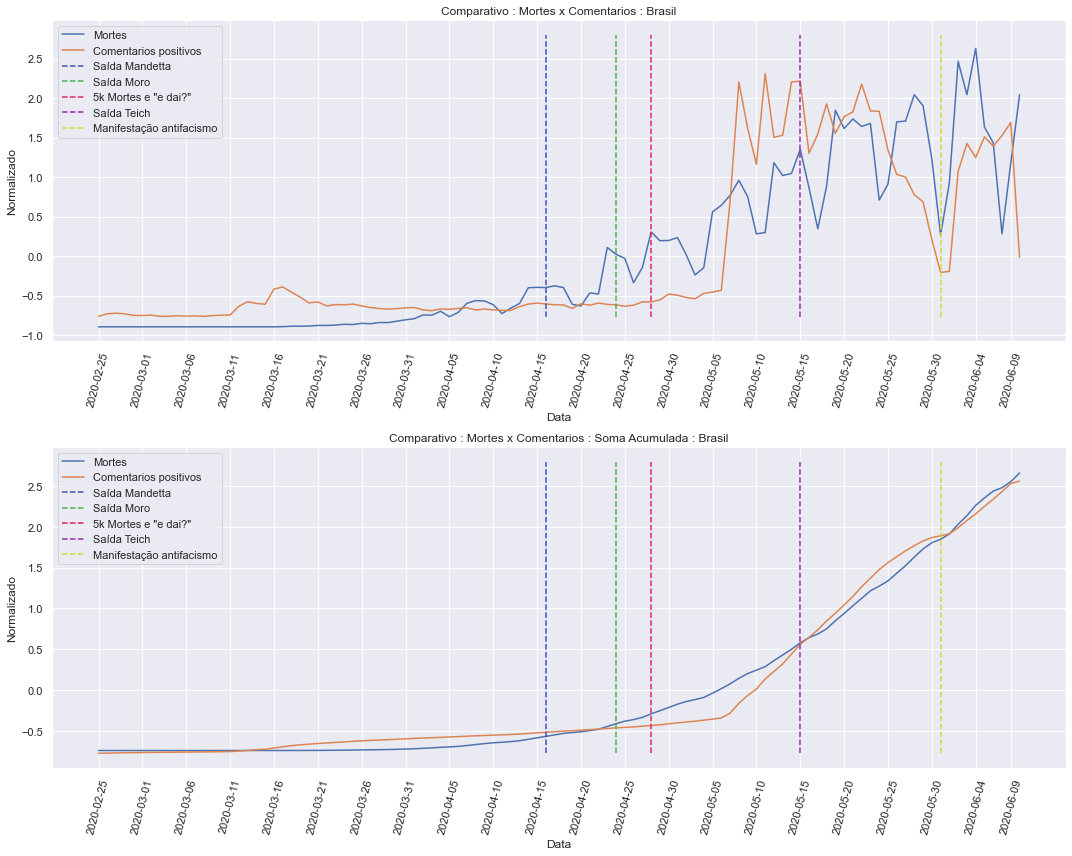 Comparativo : Mortes x Comentarios : Brasil
Mortes
Comentarios positivos
Saída Mandetta
Saída Moro
5k Mortes e "e dai?"
Saída Teich
Manifestação antifacismo
Normalizado
2.5
2.0
1.5
1.0
0.5
0.0
−0.5
−1.0
2020-02-25
2020-03-01
2020-03-06
2020-03-11
2020-03-16
2020-03-21
2020-03-26
2020-03-31
2020-04-05
2020-04-10
2020-04-15
2020-04-20
2020-04-25
2020-04-30
2020-05-05
2020-05-10
2020-05-15
2020-05-20
2020-05-25
2020-05-30
2020-06-04
2020-06-09
Data
Comparativo : Mortes x Comentarios : Soma Acumulada : Brasil
Mortes
Comentarios positivos
Saída Mandetta
Saída Moro
5k Mortes e "e dai?"
Saída Teich
Manifestação antifacismo
Normalizado
2.5
2.0
1.5
1.0
0.5
0.0
−0.5
2020-02-25
2020-03-01
2020-03-06
2020-03-11
2020-03-16
2020-03-21
2020-03-26
2020-03-31
2020-04-05
2020-04-10
2020-04-15
2020-04-20
2020-04-25
2020-04-30
2020-05-05
2020-05-10
2020-05-15
2020-05-20
2020-05-25
2020-05-30
2020-06-04
2020-06-09
Data